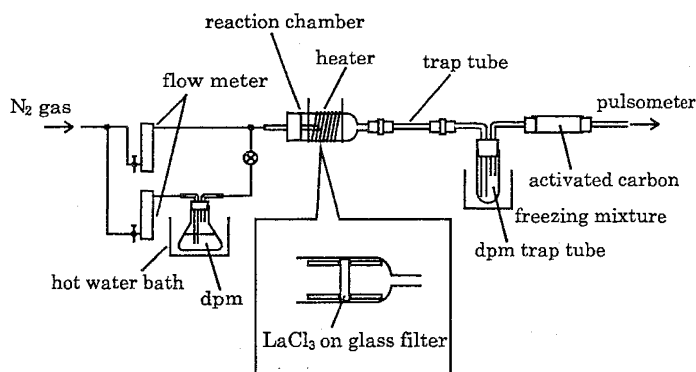 reaction chamber
heater
trap tube
flow meter
N₂ gas
pulsometer
activated carbon
freezing mixture
dpm trap tube
hot water bath
dpm
LaCl₃ on glass filter